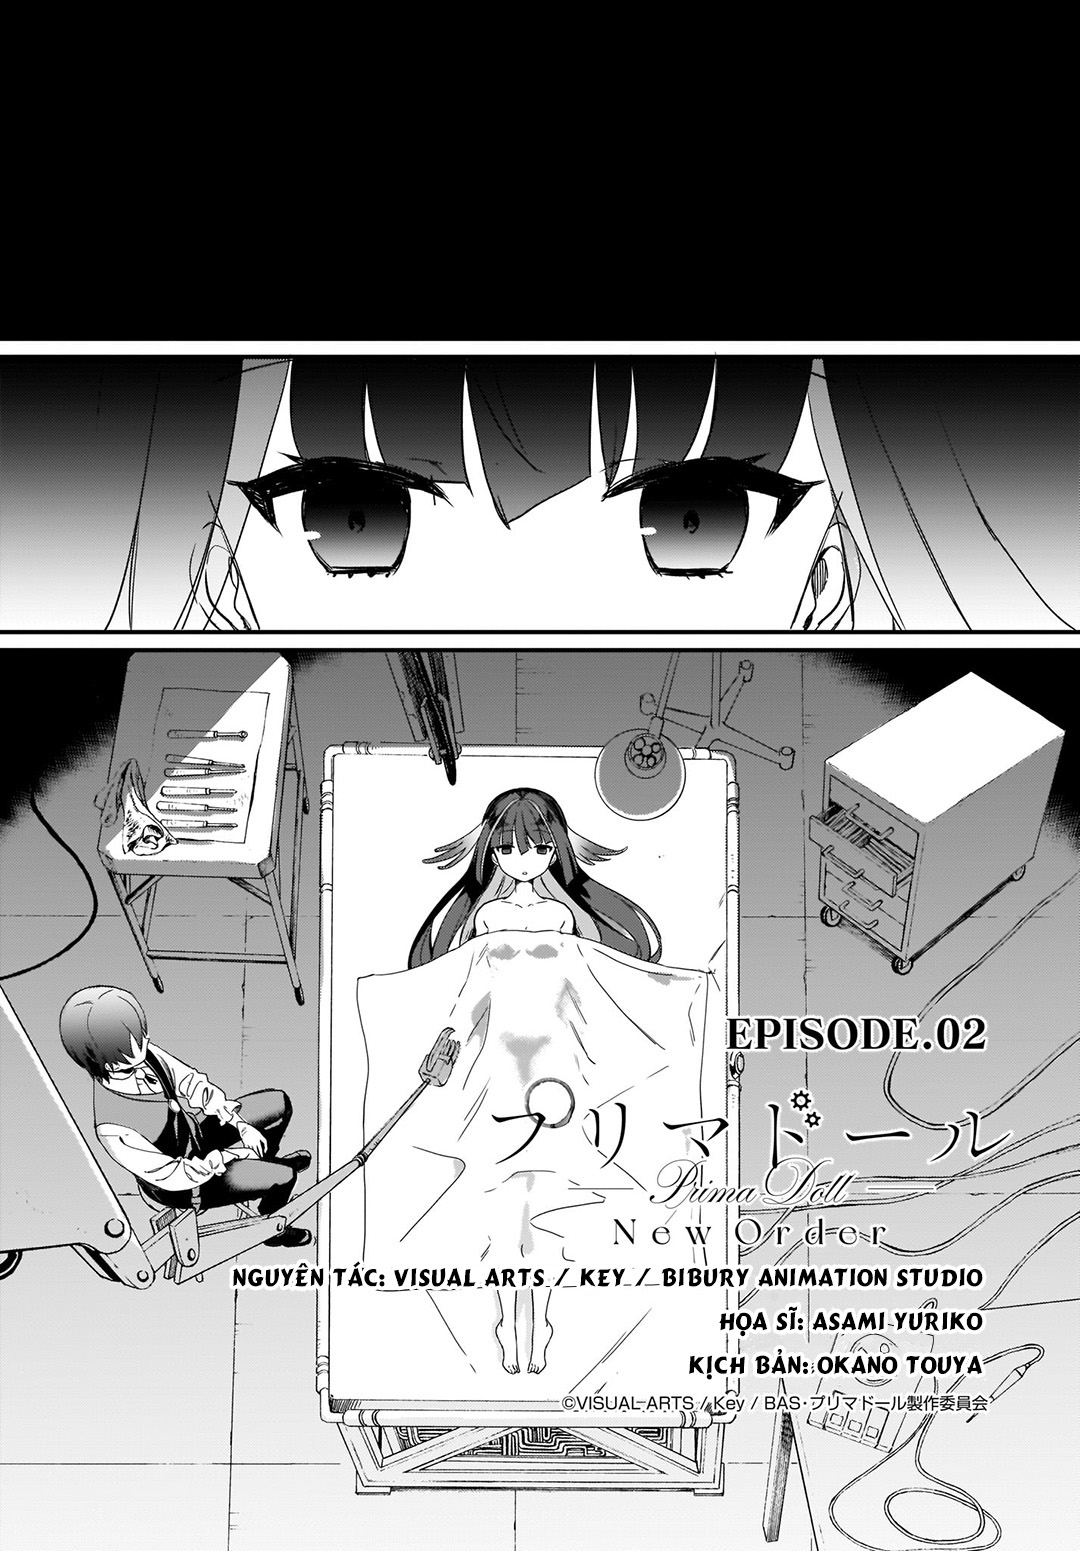 EPISODE.02
プリマドール
Prima Doll
New Order
NGUYÊN TÁC: VISUAL ARTS / KEY / BIBURY ANIMATION STUDIO
HỌA SĨ: ASAMI YURIKO
KỊCH BẢN: OKANO TOUYA
©VISUAL ARTS / Key / BAS・プリマドール製作委員会